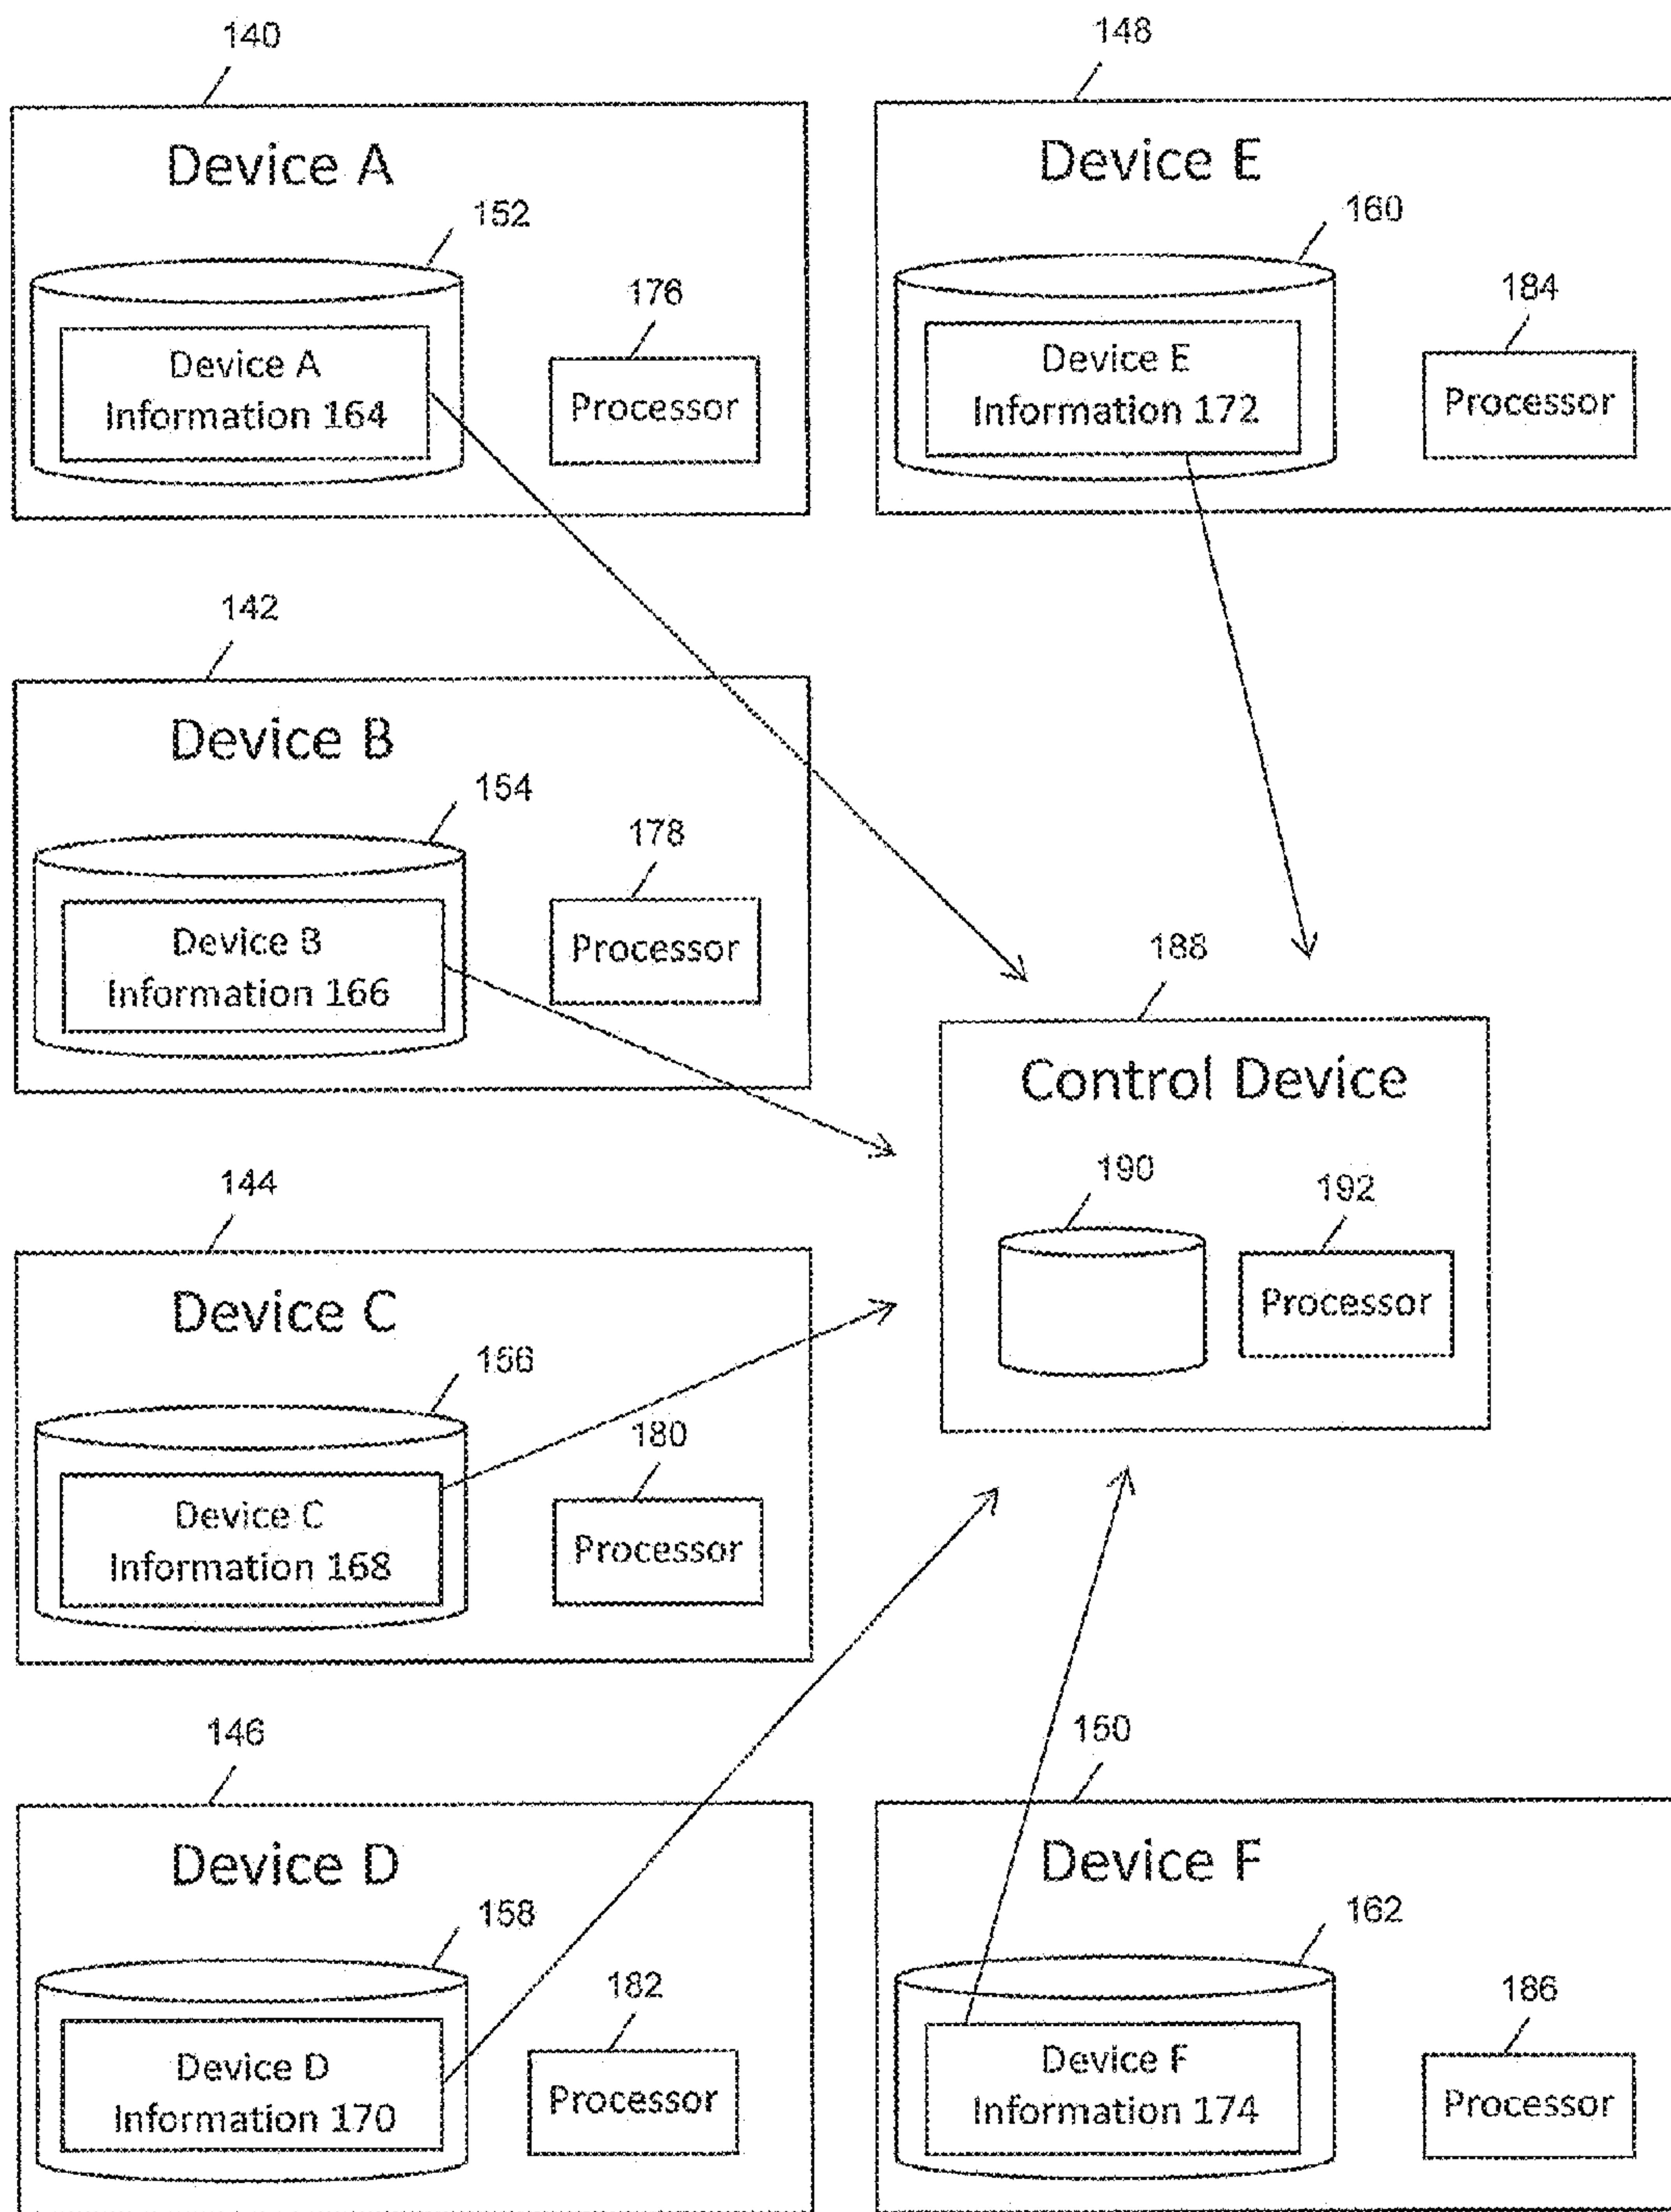 140
Device A
152
176
Device A
Information 164
Processor
148
Device E
160
184
Device E
Information 172
Processor
142
Device B
154
178
Device B
Information 166
Processor
188
Control Device
190
192
Processor
144
Device C
156
180
Device C
Information 168
Processor
146
Device D
158
182
Device D
Information 170
Processor
150
Device F
162
186
Device F
Information 174
Processor